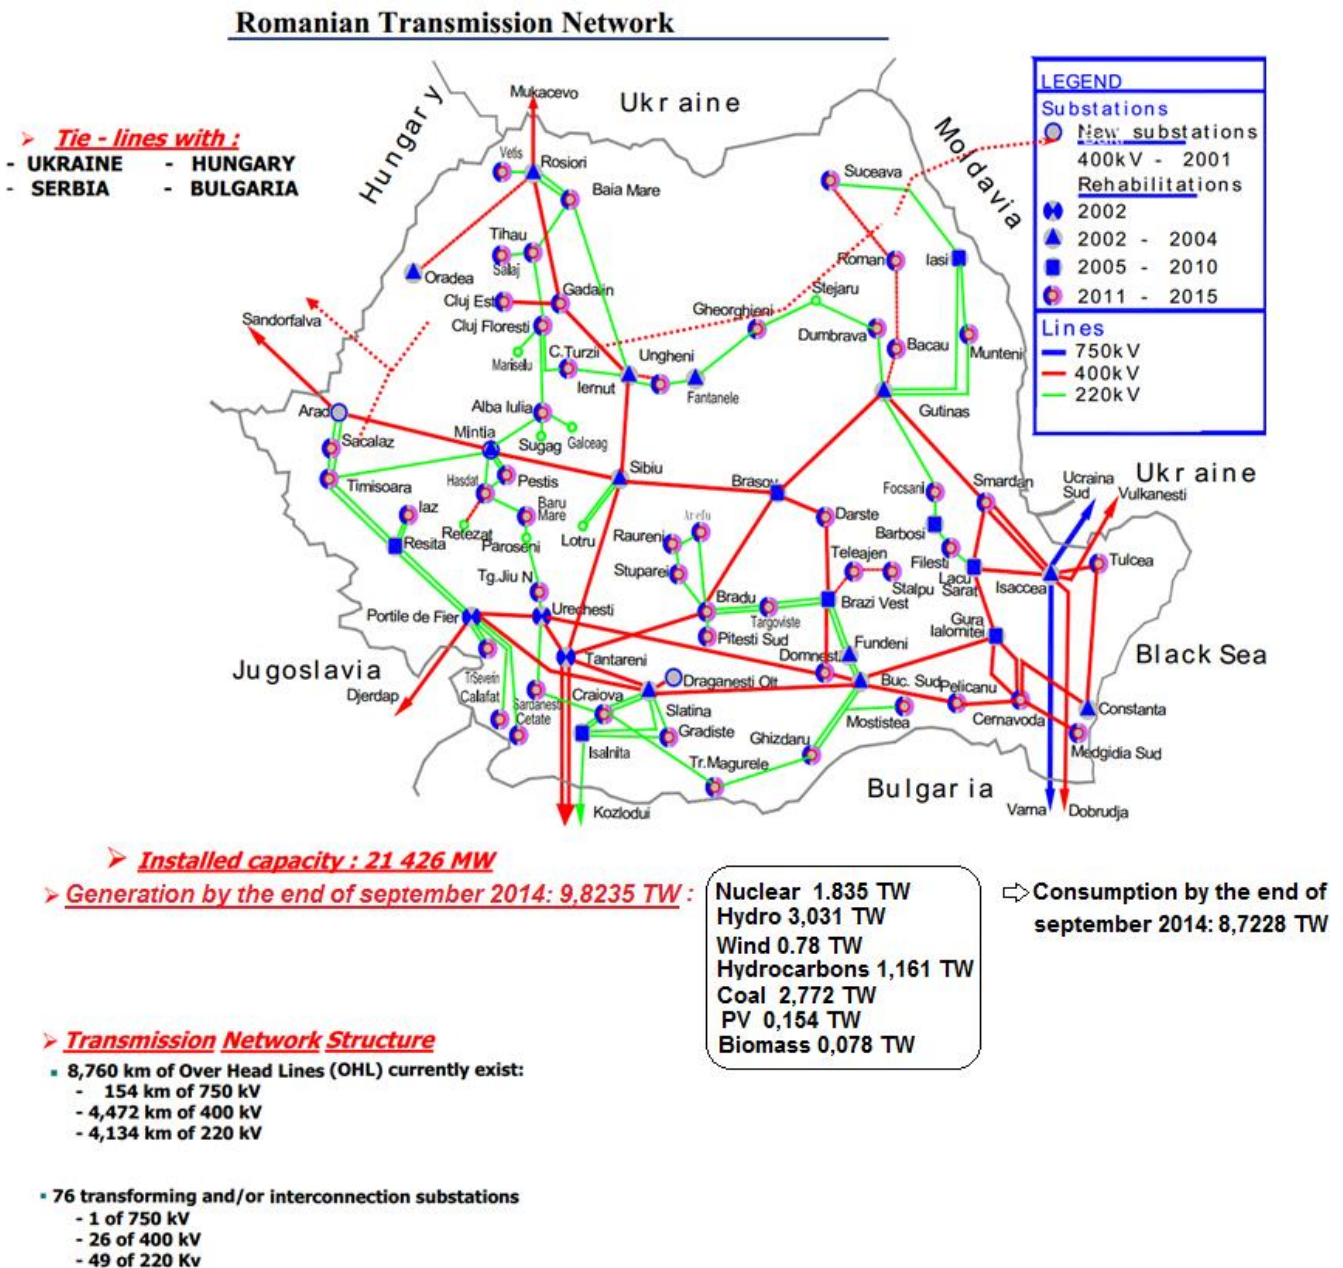 Romanian Transmission Network
Tie - lines with :
- UKRAINE - HUNGARY
- SERBIA - BULGARIA
Mukacevo
Ukraine
Hungary
Moldavia
LEGEND
Substations
New substations
400kV - 2001
Rehabilitations
2002
2002 - 2004
2005 - 2010
2011 - 2015
Lines
750kV
400kV
220kV
Vetis
Rosiori
Baia Mare
Suceava
Tihau
Salaj
Oradea
Roman
Iasi
Cluj Est
Gadalin
Stejaru
Sandorfalva
Cluj Floresti
Gheorghieni
Dumbrava
Bacau
Munteni
Mariselu
C.Turzii
Ungheni
Iernut
Fantanele
Arad
Alba Iulia
Gutinas
Sacalaz
Mintia
Sugag
Galceag
Sibiu
Timisoara
Hasdat
Pestis
Brasov
Focsani
Smardan
Ucraina
Sud
Ukraine
Vulkanesti
Iaz
Baru
Mare
Retezat
Paroseni
Lotru
Arefu
Raureni
Darste
Barbosi
Resita
Stuparei
Teleajen
Stalpu
Filesti
Lacu
Sarat
Isaccea
Tulcea
Tg.Jiu N
Portile de Fier
Urechesti
Bradu
Targoviste
Brazi Vest
Gura
Ialomitei
Pitesti Sud
Fundeni
Jugoslavia
Tantareni
Domnesti
Black Sea
Djerdap
TrSeverin
Calafat
Draganesti Olt
Buc. Sud
Pelicanu
Sardanesti
Cetate
Craiova
Slatina
Mostistea
Cernavoda
Constanta
Isalnita
Gradiste
Ghizdaru
Medgidia Sud
Tr.Magurele
Bulgaria
Kozlodui
Varna
Dobrudja
Installed capacity : 21 426 MW
Generation by the end of september 2014: 9,8235 TW :
Nuclear 1.835 TW
Hydro 3,031 TW
Wind 0.78 TW
Hydrocarbons 1,161 TW
Coal 2,772 TW
PV 0,154 TW
Biomass 0,078 TW
Consumption by the end of
september 2014: 8,7228 TW
Transmission Network Structure
8,760 km of Over Head Lines (OHL) currently exist:
- 154 km of 750 kV
- 4,472 km of 400 kV
- 4,134 km of 220 kV
76 transforming and/or interconnection substations
- 1 of 750 kV
- 26 of 400 kV
- 49 of 220 Kv